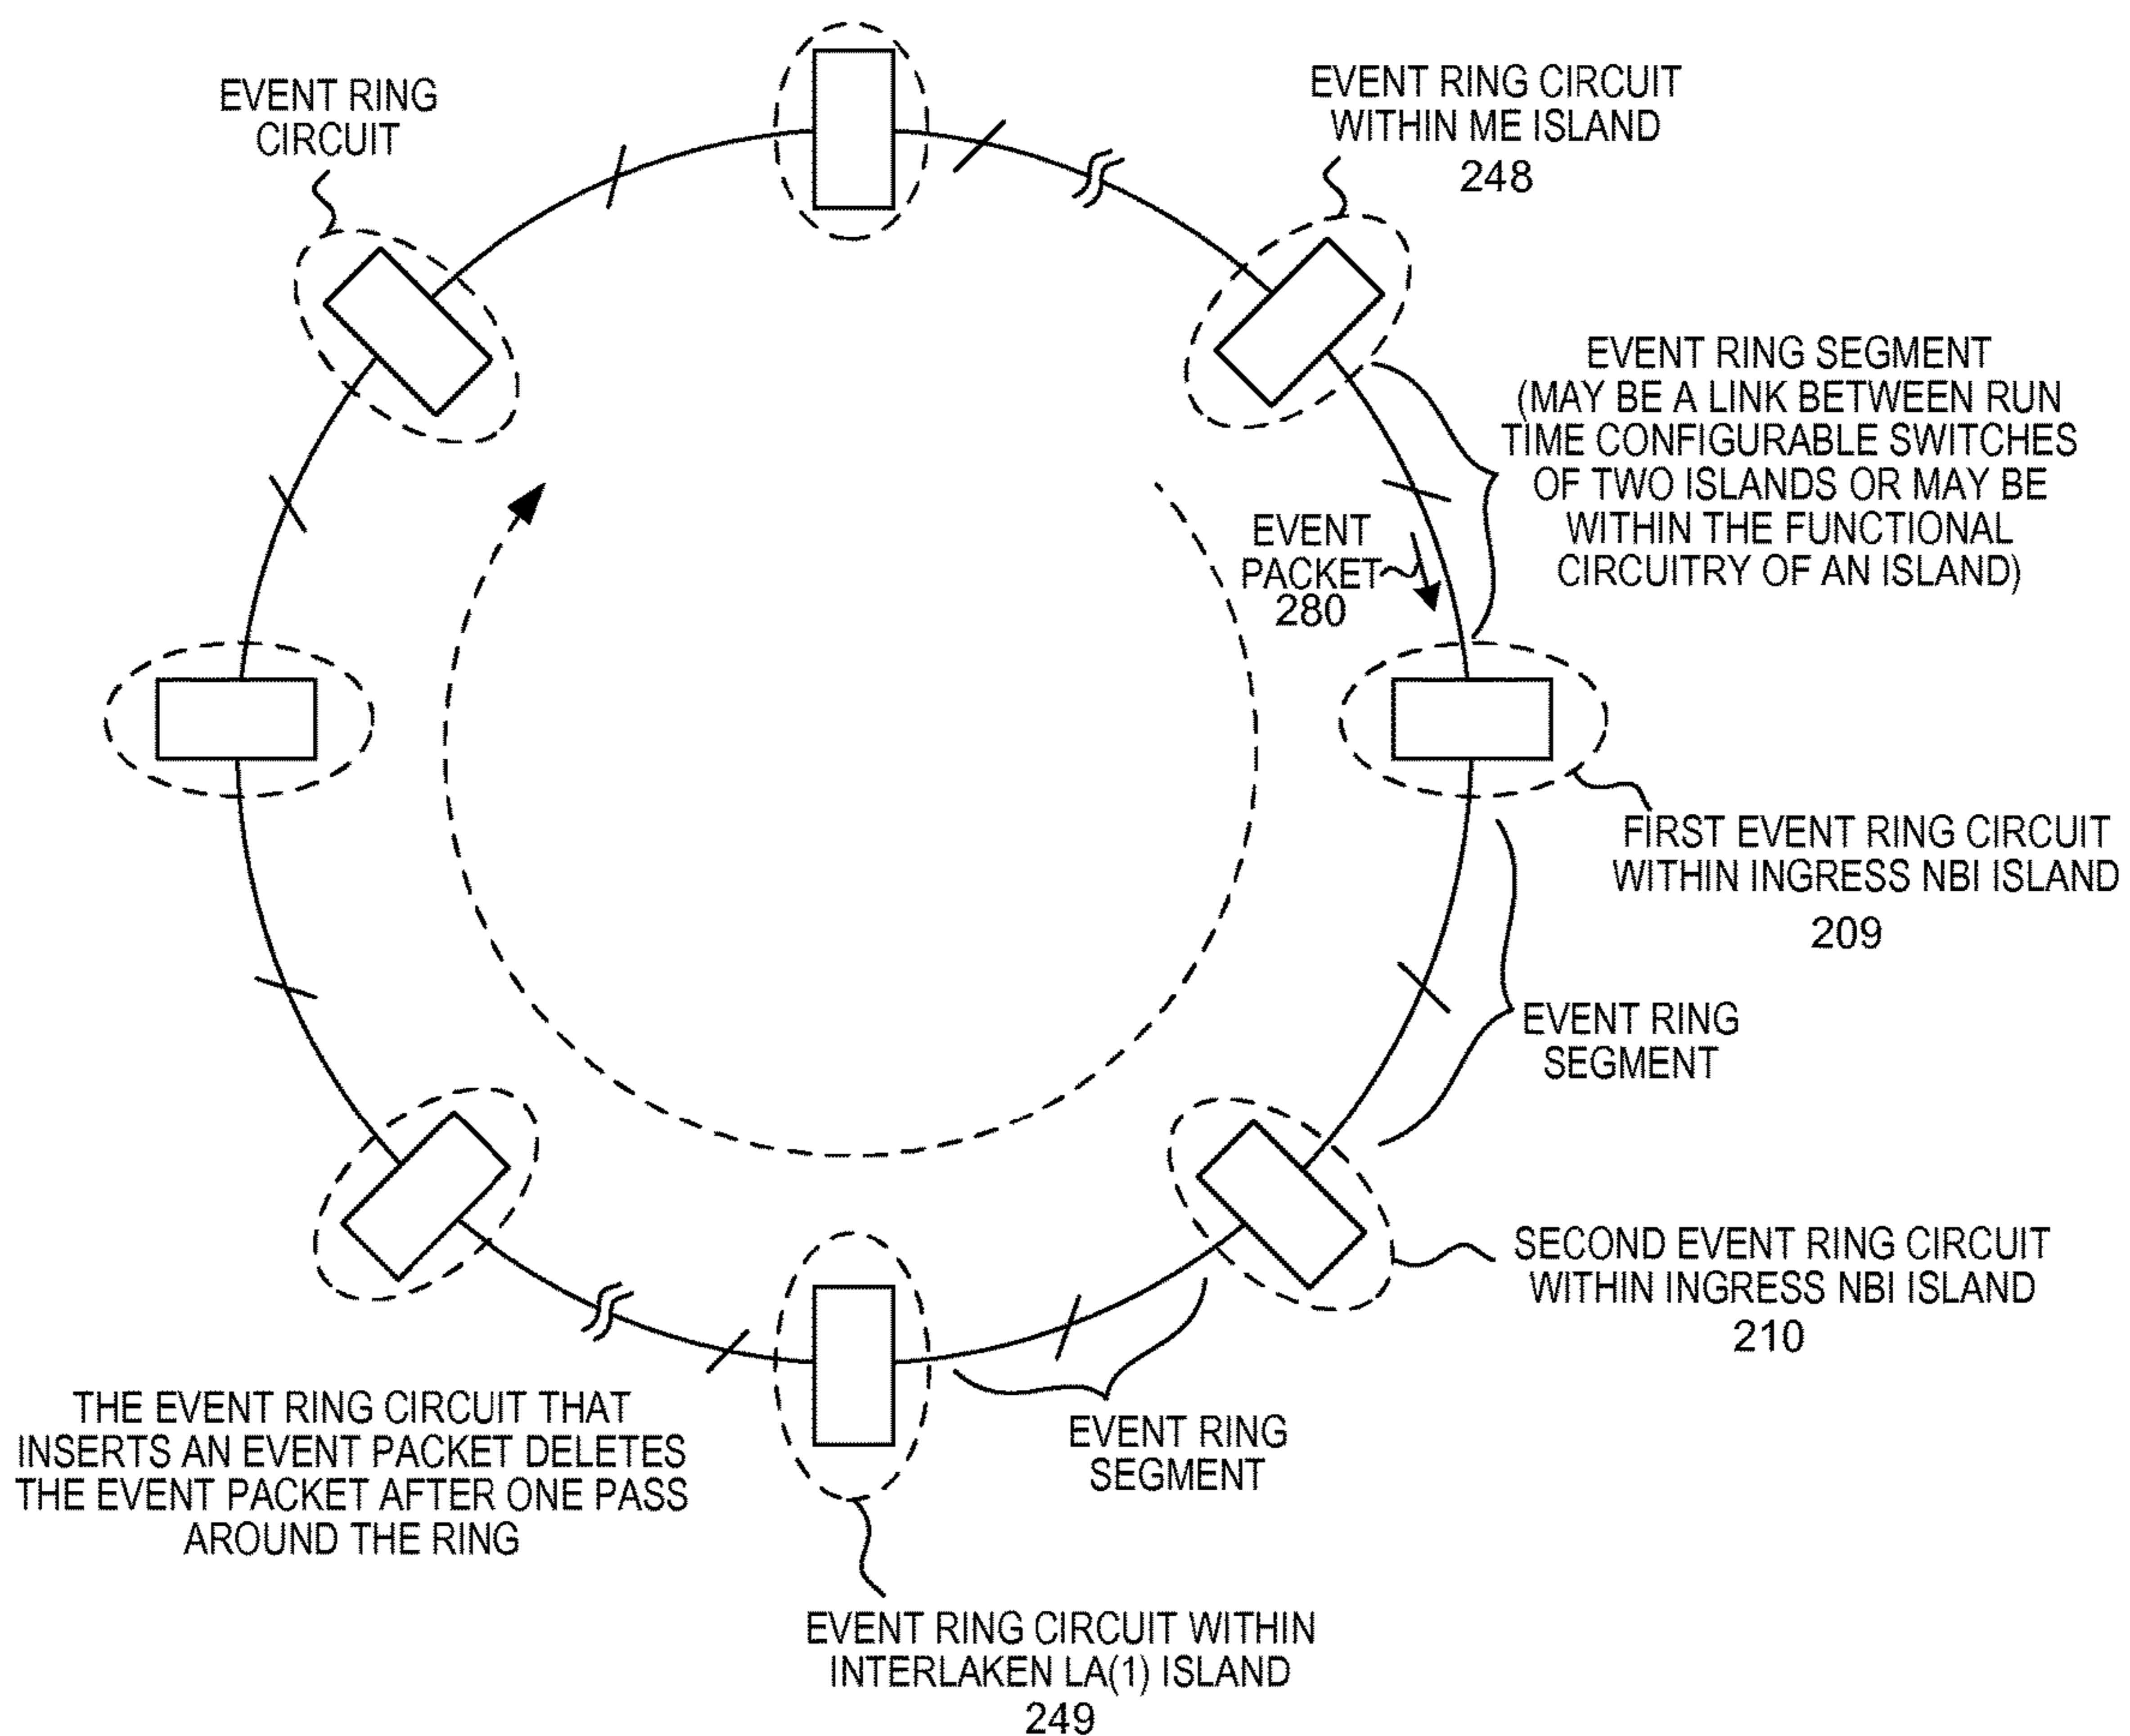 EVENT RING
CIRCUIT
EVENT RING CIRCUIT
WITHIN ME ISLAND
248
EVENT RING SEGMENT
(MAY BE A LINK BETWEEN RUN
TIME CONFIGURABLE SWITCHES
OF TWO ISLANDS OR MAY BE
WITHIN THE FUNCTIONAL
CIRCUITRY OF AN ISLAND)
EVENT
PACKET
280
FIRST EVENT RING CIRCUIT
WITHIN INGRESS NBI ISLAND
209
EVENT RING
SEGMENT
SECOND EVENT RING CIRCUIT
WITHIN INGRESS NBI ISLAND
210
EVENT RING
SEGMENT
THE EVENT RING CIRCUIT THAT
INSERTS AN EVENT PACKET DELETES
THE EVENT PACKET AFTER ONE PASS
AROUND THE RING
EVENT RING CIRCUIT WITHIN
INTERLAKEN LA(1) ISLAND
249